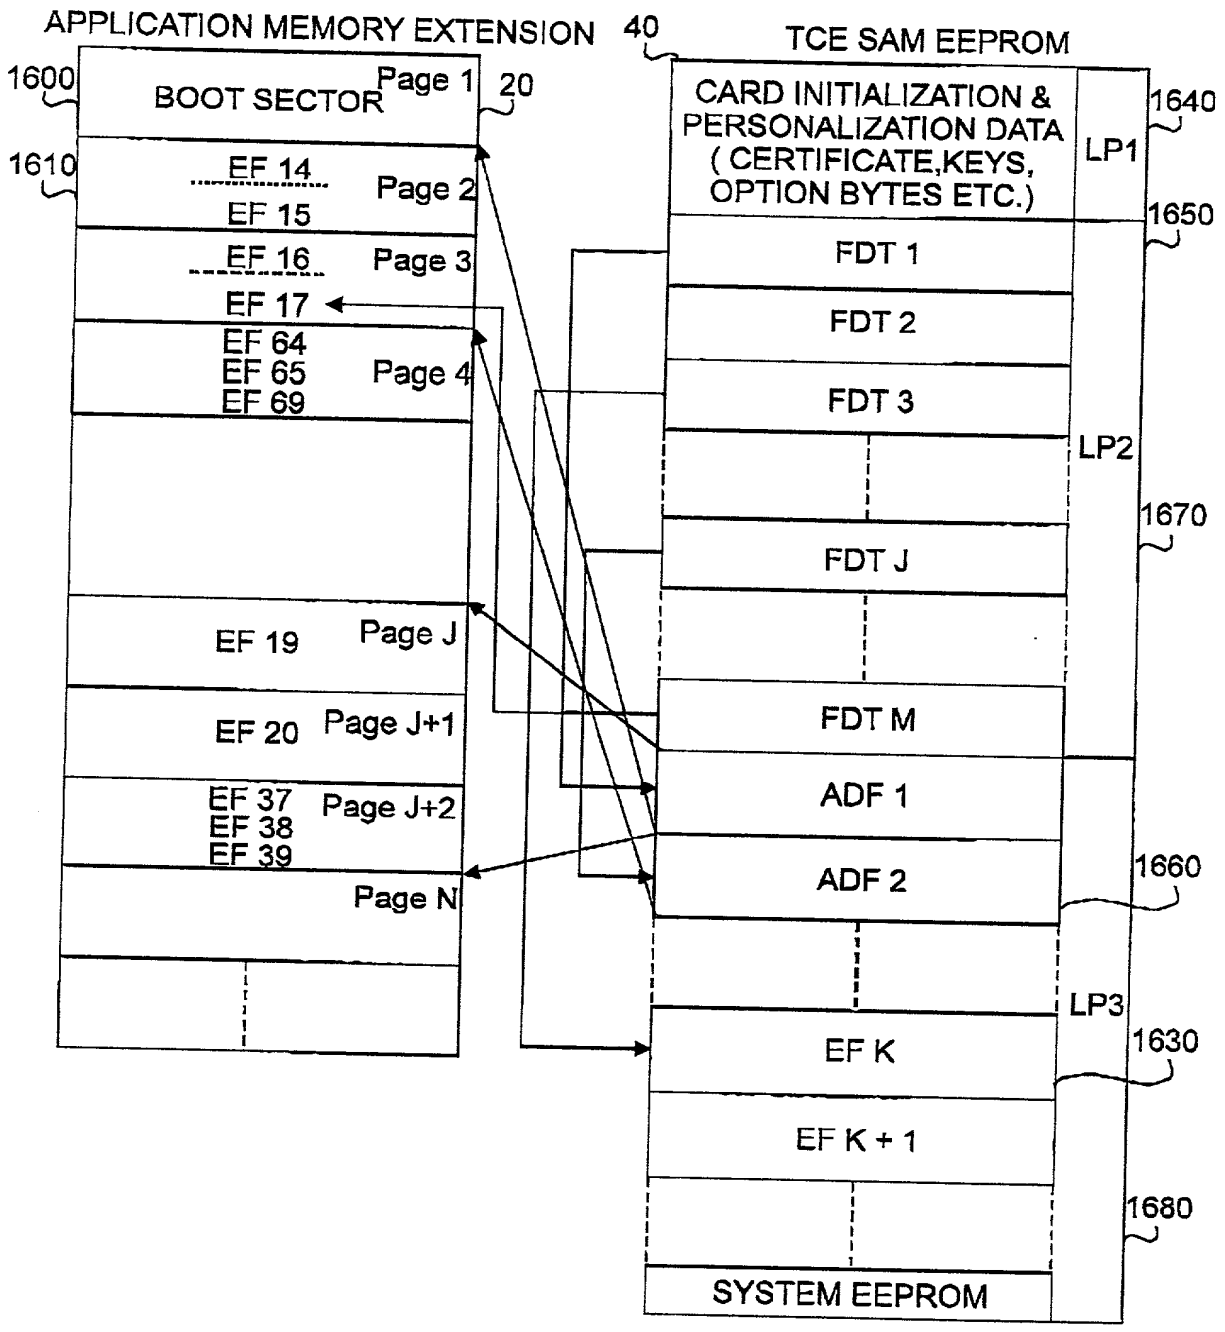 APPLICATION MEMORY EXTENSION
1600
Page 1
BOOT SECTOR
20
1610
EF 14
Page 2
EF 15
EF 16
Page 3
EF 17
EF 64
EF 65
Page 4
EF 69
Page J
EF 19
EF 20
Page J+1
EF 37
Page J+2
EF 38
EF 39
Page N
40
TCE SAM EEPROM
CARD INITIALIZATION &
PERSONALIZATION DATA
( CERTIFICATE,KEYS,
OPTION BYTES ETC.)
LP1
1640
1650
FDT 1
FDT 2
FDT 3
LP2
1670
FDT J
FDT M
ADF 1
ADF 2
1660
LP3
1630
EF K
EF K + 1
1680
SYSTEM EEPROM